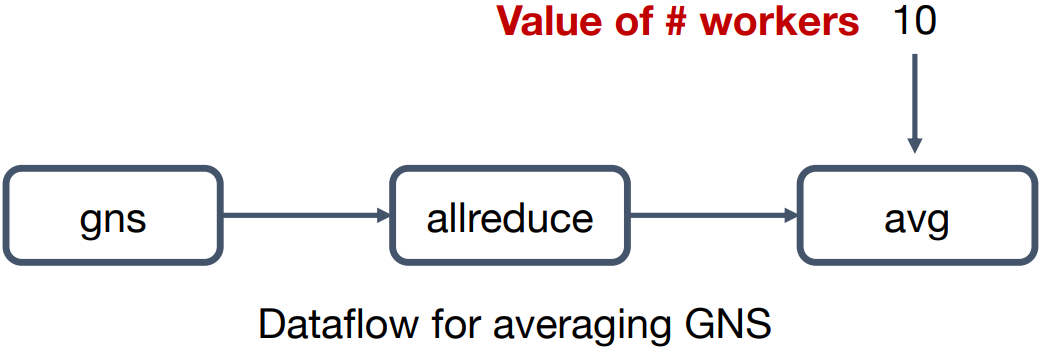 Value of # workers 10
gns
allreduce
avg
Dataflow for averaging GNS